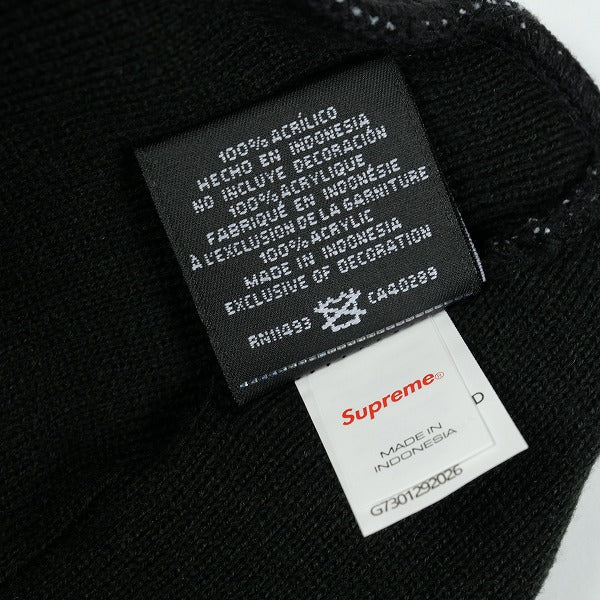 100% ACRÍLICO
HECHO EN INDONESIA
NO INCLUYE DECORACIÓN
100% ACRYLIQUE
FABRIQUÉ EN INDONÉSIE
À L'EXCLUSION DE LA GARNITURE
100% ACRYLIC
MADE IN INDONESIA
EXCLUSIVE OF DECORATION
RN11493 CA40289
Supreme®
D
MADE IN
INDONESIA
G7301292026